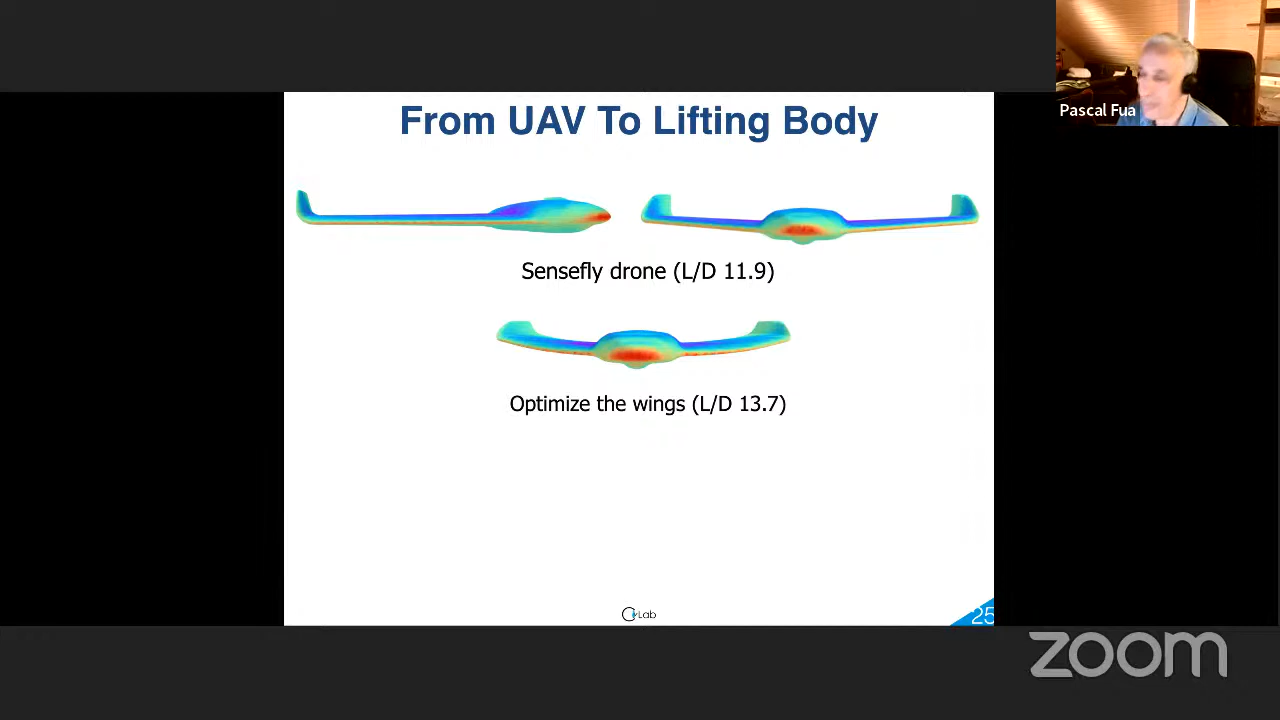 From UAV To Lifting Body
Pascal Fua
Sensefly drone (L/D 11.9)
Optimize the wings (L/D 13.7)
CvLab
25
zoom